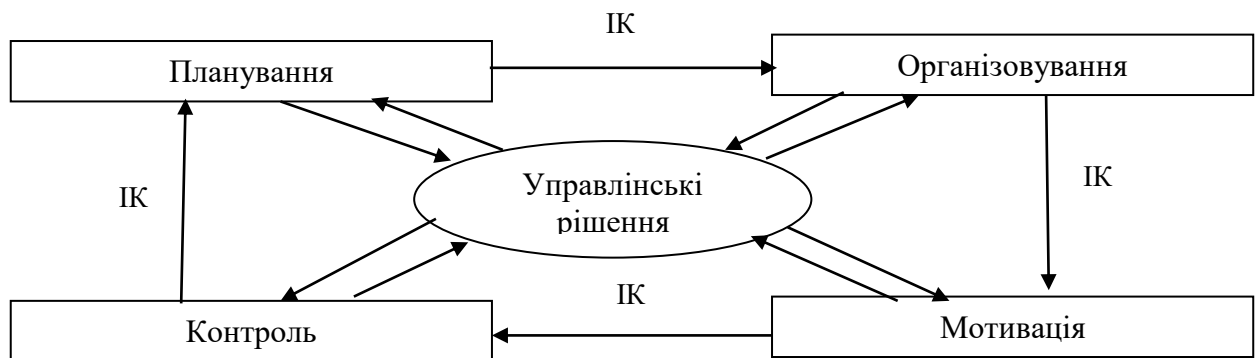 ІК
Планування
Організовування
ІК
Управлінські
рішення
ІК
ІК
Контроль
Мотивація